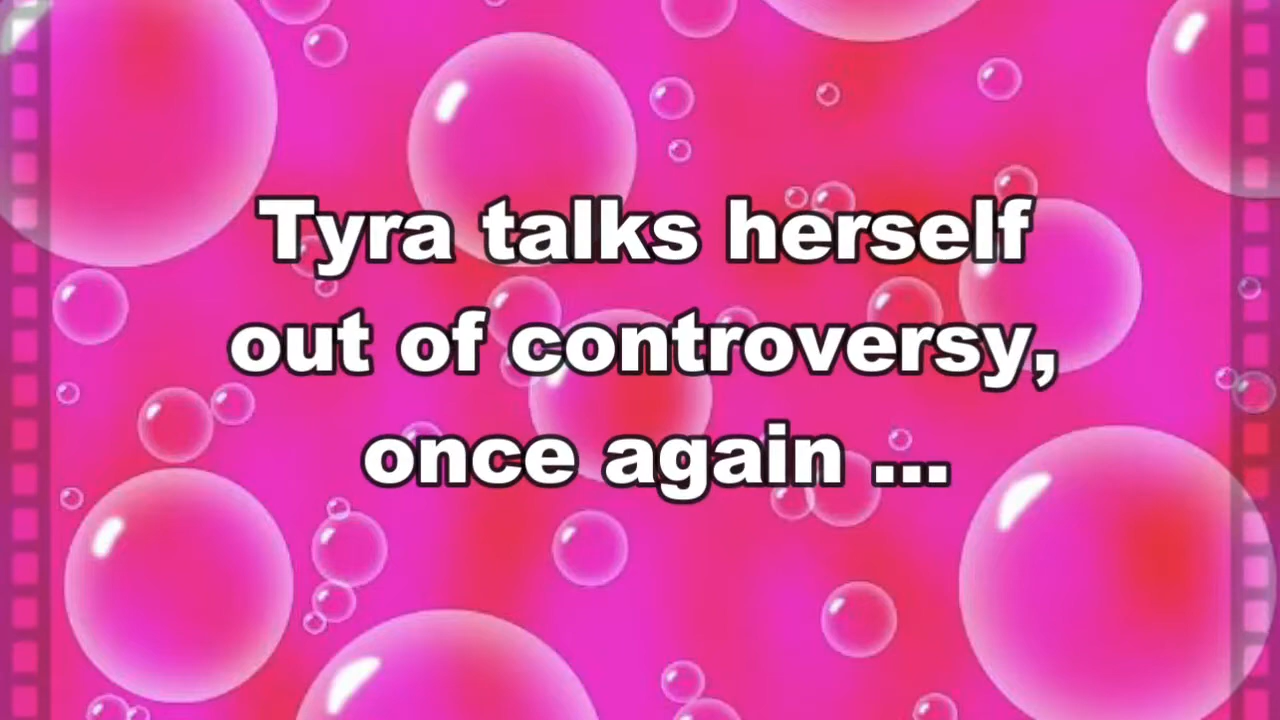 Tyra talks herself
out of controversy,
once again ...